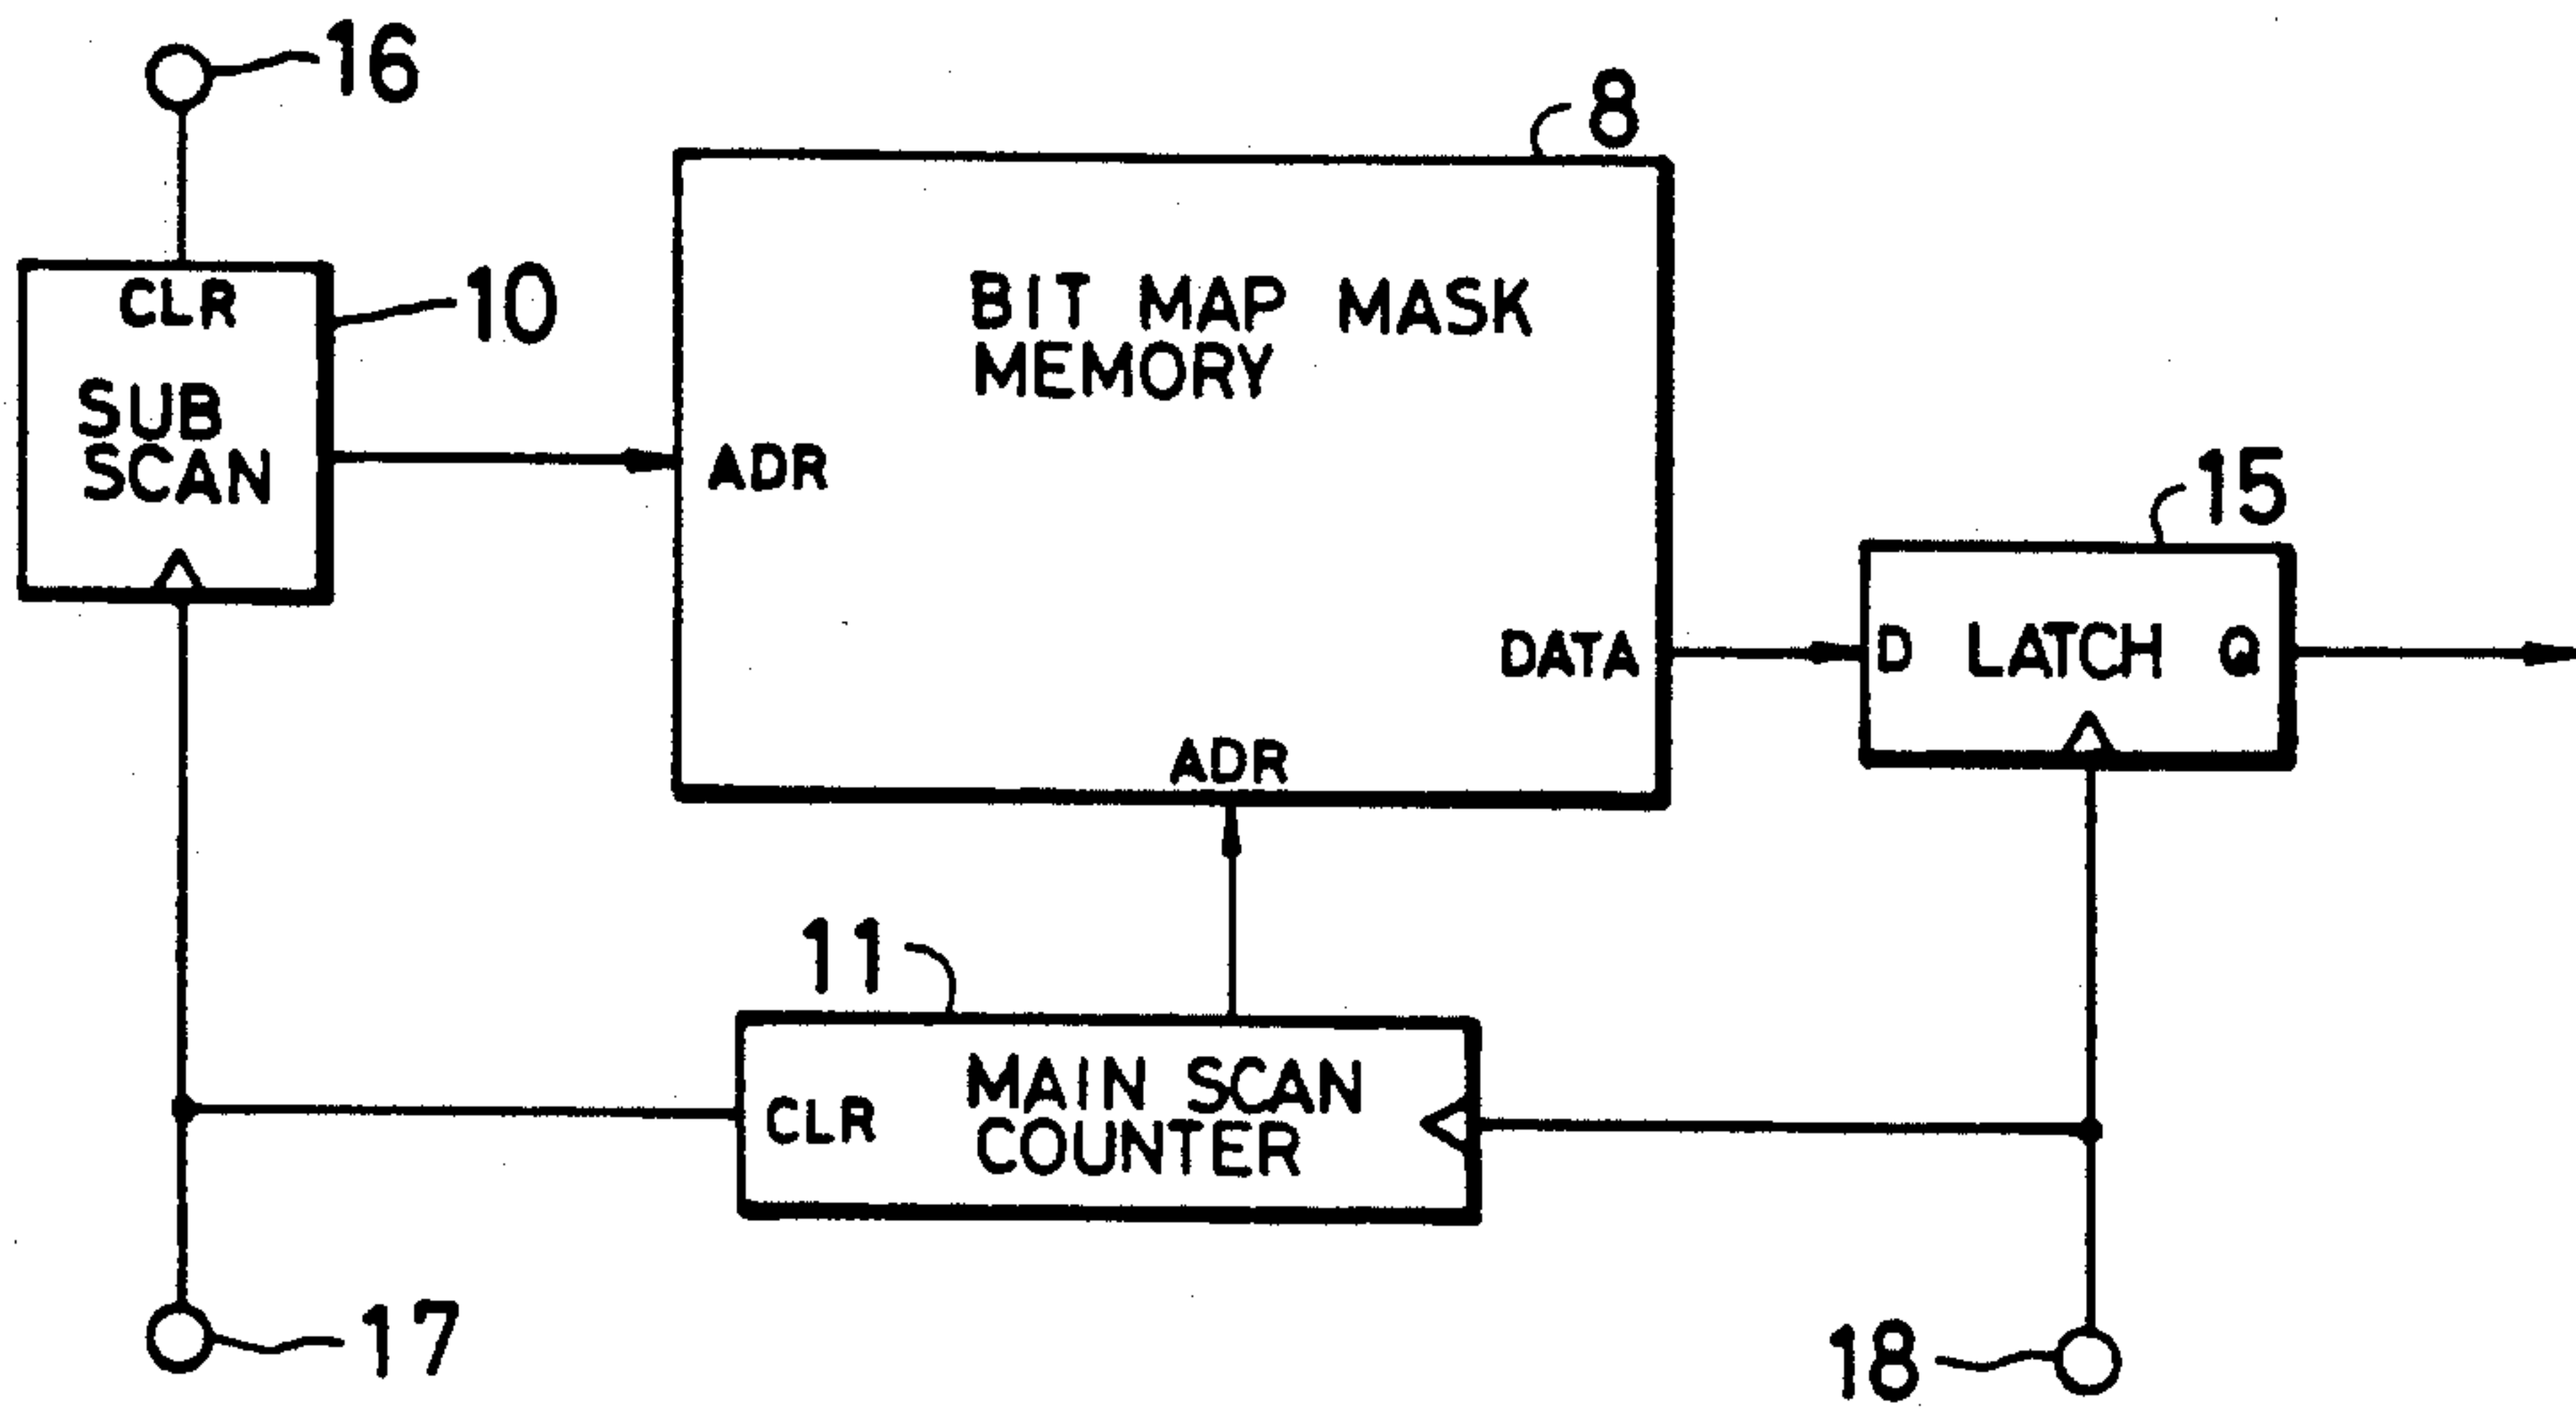 16
8
CLR
10
BIT MAP MASK
MEMORY
SUB
SCAN
ADR
15
DATA
D LATCH Q
ADR
11
MAIN SCAN
COUNTER
CLR
17
18